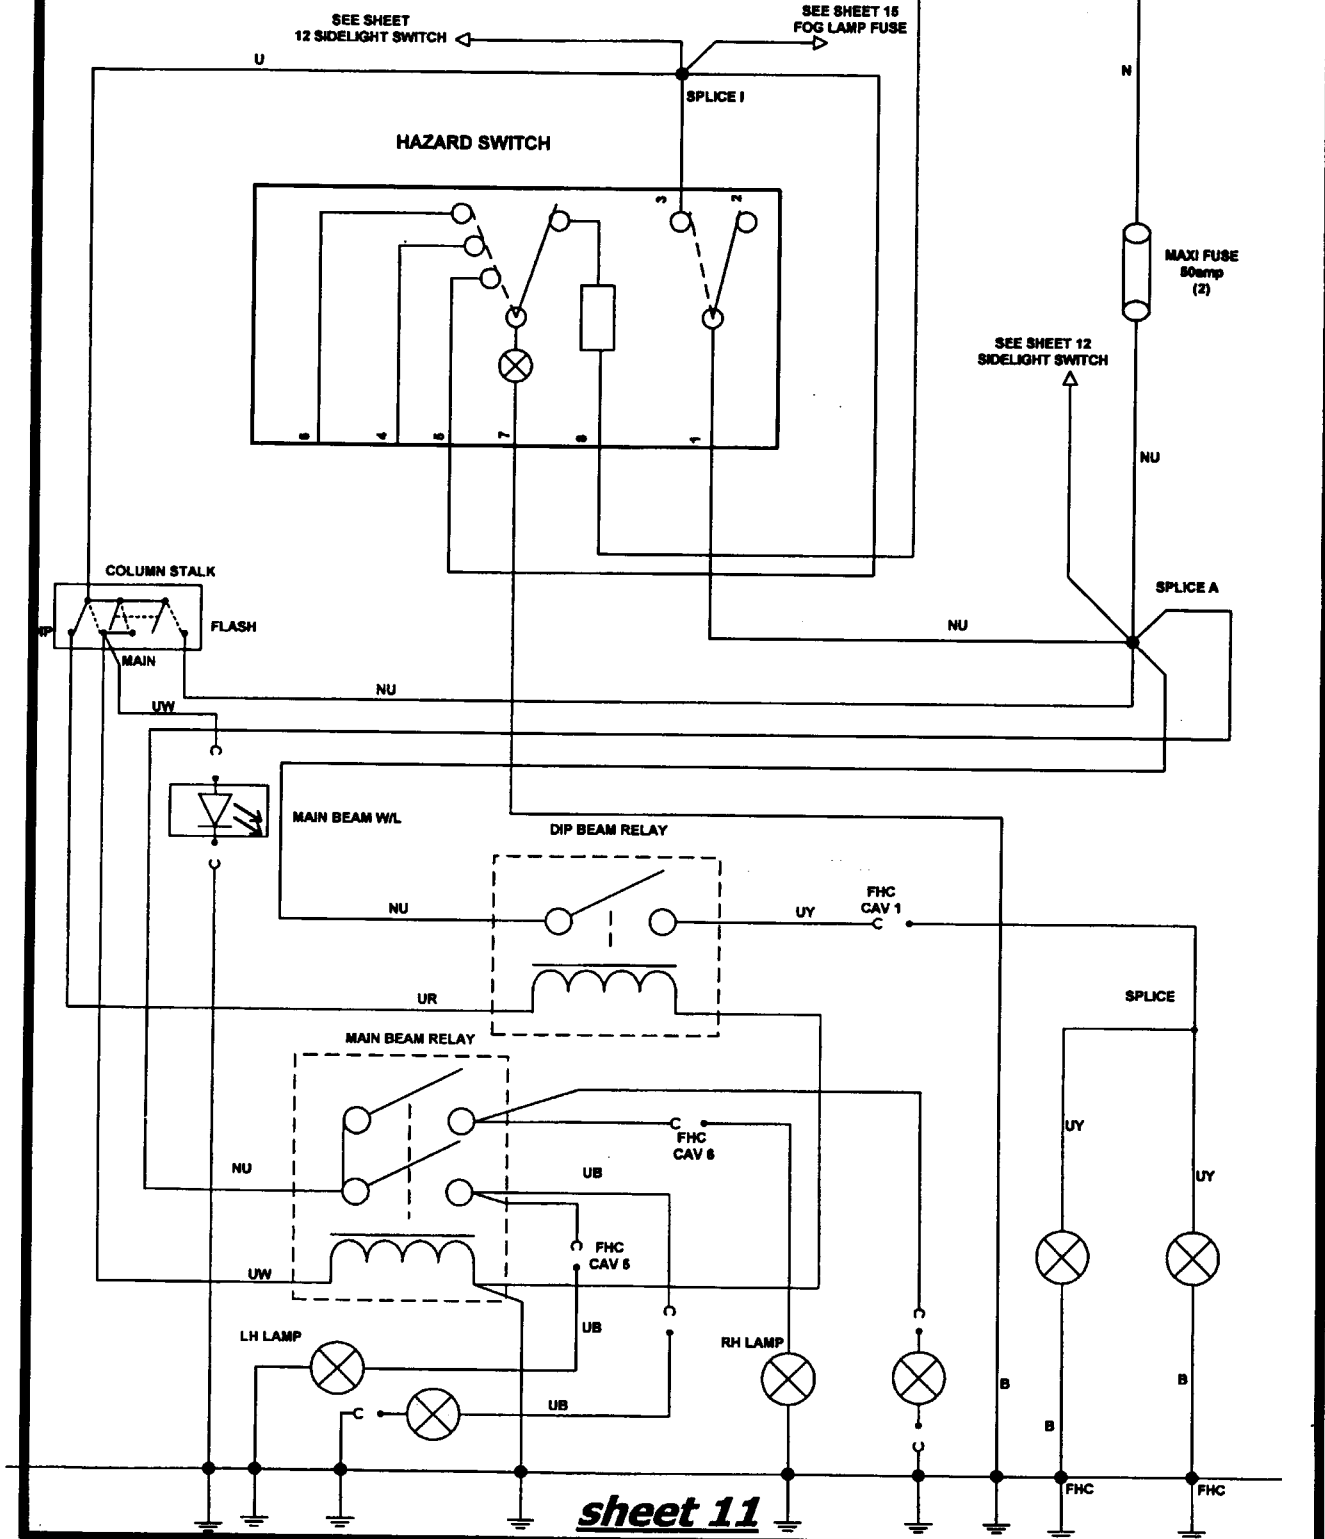 SEE SHEET
12 SIDELIGHT SWITCH
SEE SHEET 15
FOG LAMP FUSE
U
N
SPLICE I
HAZARD SWITCH
3
2
MAXI FUSE
50amp
(2)
SEE SHEET 12
SIDELIGHT SWITCH
6
4
5
7
8
1
NU
COLUMN STALK
SPLICE A
FLASH
NU
MAIN
NU
UW
MAIN BEAM W/L
DIP BEAM RELAY
NU
UY
FHC
CAV 1
UR
SPLICE
MAIN BEAM RELAY
UY
FHC
CAV 6
NU
UB
UY
FHC
CAV 5
UW
UB
LH LAMP
RH LAMP
UB
B
B
B
FHC
FHC
sheet 11